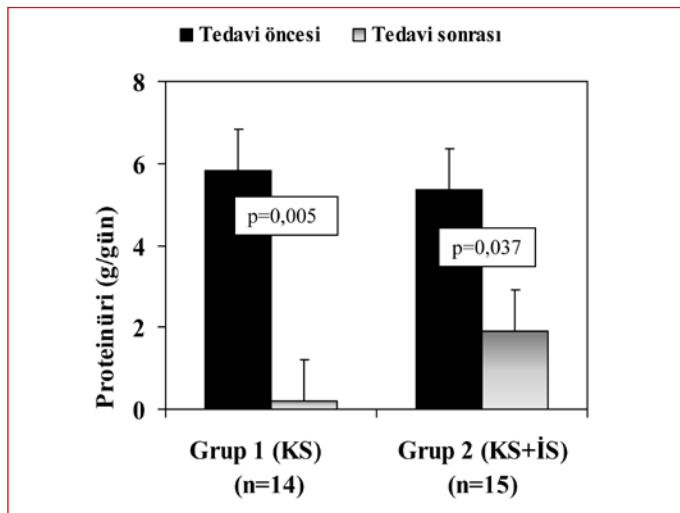 Tedavi öncesi Tedavi sonrası
Proteinüri (g/gün)
8
6
4
2
0
p=0,005
p=0,037
Grup 1 (KS)
(n=14)
Grup 2 (KS+İS)
(n=15)